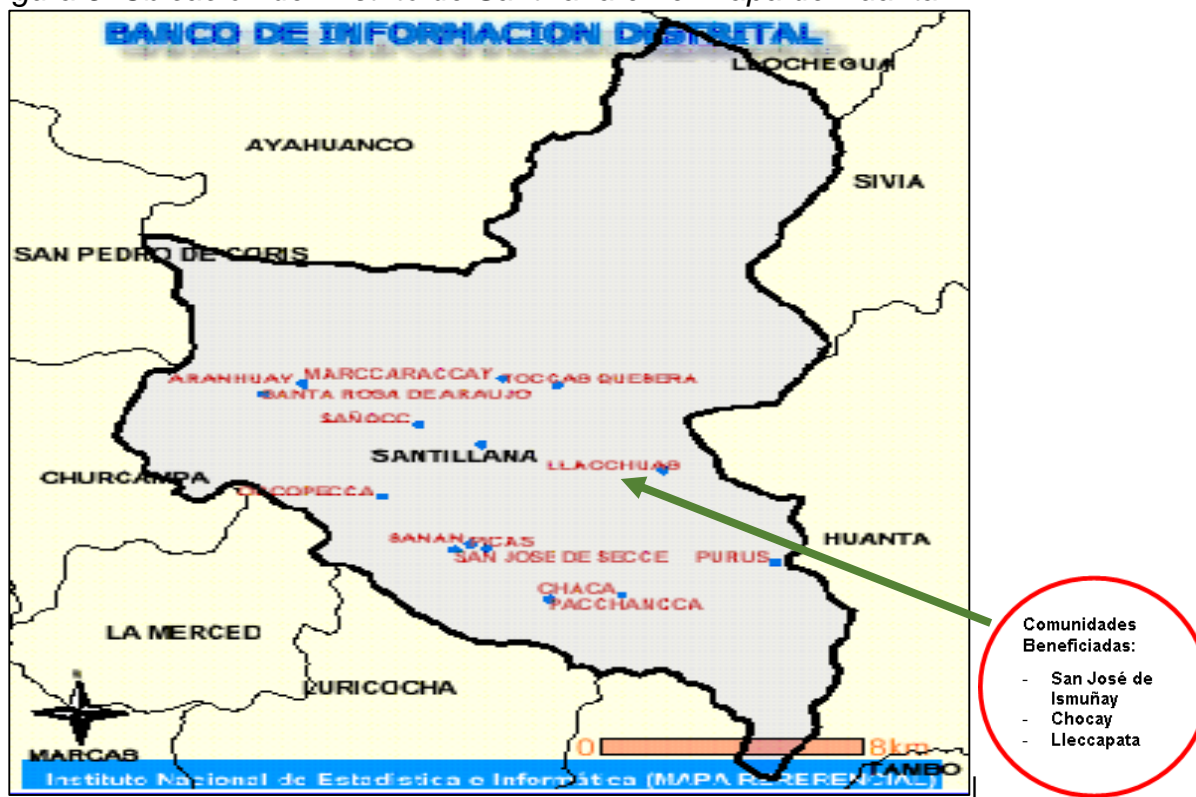 BANCO DE INFORMACION DISTRITAL
LLOCHEGUA
AYAHUANCO
SIVIA
SAN PEDRO DE CORIS
ARANHUAY
MARCCARACCAY
TOCCAS QUESERA
SANTA ROSA DE ARAUJO
SAÑOCC
SANTILLANA
LLACCHUAS
CHURCAMPA
HUANTA
SAN JOSE DE SECCE
PURUS
CHACA
PACCHANCCA
Comunidades
Beneficiadas:
- San José de
Ismuñay
- Chocay
- Lleccapata
LA MERCED
LURICOCHA
MARCAS
0
8km
TAMBO
Instituto Nacional de Estadística e Informática (MAPA REFERENCIAL)